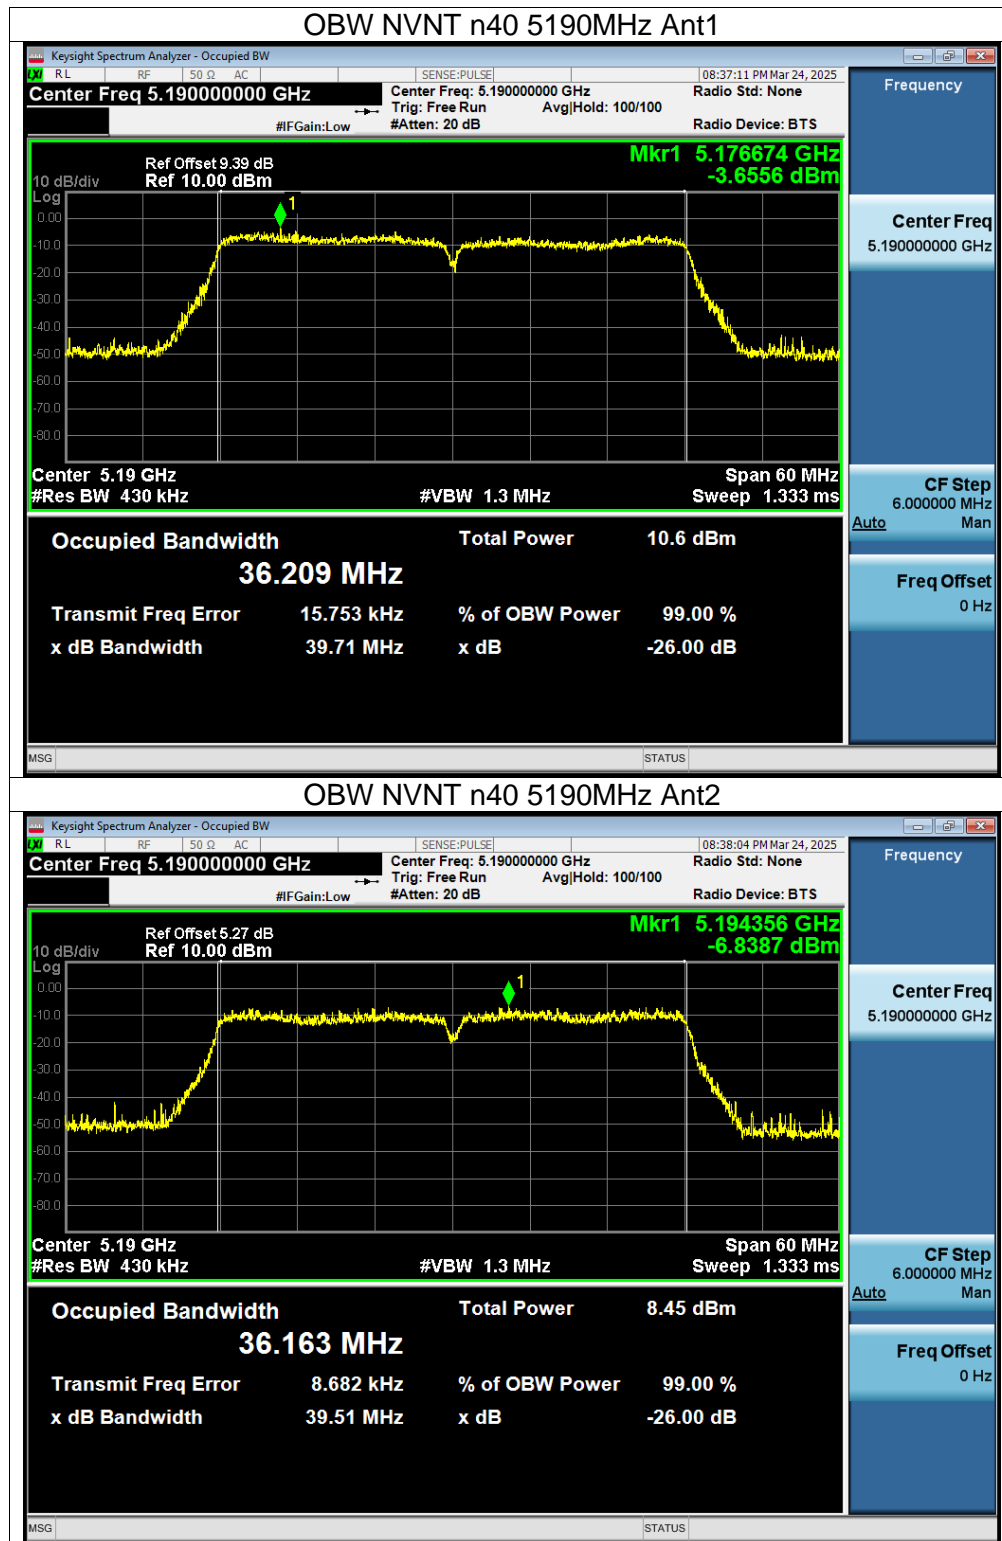 OBW NVNT n40 5190MHz Ant1
Keysight Spectrum Analyzer - Occupied BW
LXI RL RF 50 Ω AC SENSE:PULSE 08:37:11 PM Mar 24, 2025
Center Freq 5.190000000 GHz Center Freq: 5.190000000 GHz Radio Std: None
Trig: Free Run Avg|Hold: 100/100
#IFGain:Low #Atten: 20 dB Radio Device: BTS
Frequency
Mkr1 5.176674 GHz
-3.6556 dBm
Ref Offset 9.39 dB
10 dB/div Ref 10.00 dBm
Log
1
0.00
-10.0
-20.0
-30.0
-40.0
-50.0
-60.0
-70.0
-80.0
Center 5.19 GHz Span 60 MHz
#Res BW 430 kHz #VBW 1.3 MHz Sweep 1.333 ms
Center Freq
5.190000000 GHz
CF Step
6.000000 MHz
Auto Man
Freq Offset
0 Hz
Occupied Bandwidth Total Power 10.6 dBm
36.209 MHz
Transmit Freq Error 15.753 kHz % of OBW Power 99.00 %
x dB Bandwidth 39.71 MHz x dB -26.00 dB
MSG STATUS
OBW NVNT n40 5190MHz Ant2
Keysight Spectrum Analyzer - Occupied BW
LXI RL RF 50 Ω AC SENSE:PULSE 08:38:04 PM Mar 24, 2025
Center Freq 5.190000000 GHz Center Freq: 5.190000000 GHz Radio Std: None
Trig: Free Run Avg|Hold: 100/100
#IFGain:Low #Atten: 20 dB Radio Device: BTS
Frequency
Mkr1 5.194356 GHz
-6.8387 dBm
Ref Offset 5.27 dB
10 dB/div Ref 10.00 dBm
Log
1
0.00
-10.0
-20.0
-30.0
-40.0
-50.0
-60.0
-70.0
-80.0
Center 5.19 GHz Span 60 MHz
#Res BW 430 kHz #VBW 1.3 MHz Sweep 1.333 ms
Center Freq
5.190000000 GHz
CF Step
6.000000 MHz
Auto Man
Freq Offset
0 Hz
Occupied Bandwidth Total Power 8.45 dBm
36.163 MHz
Transmit Freq Error 8.682 kHz % of OBW Power 99.00 %
x dB Bandwidth 39.51 MHz x dB -26.00 dB
MSG STATUS